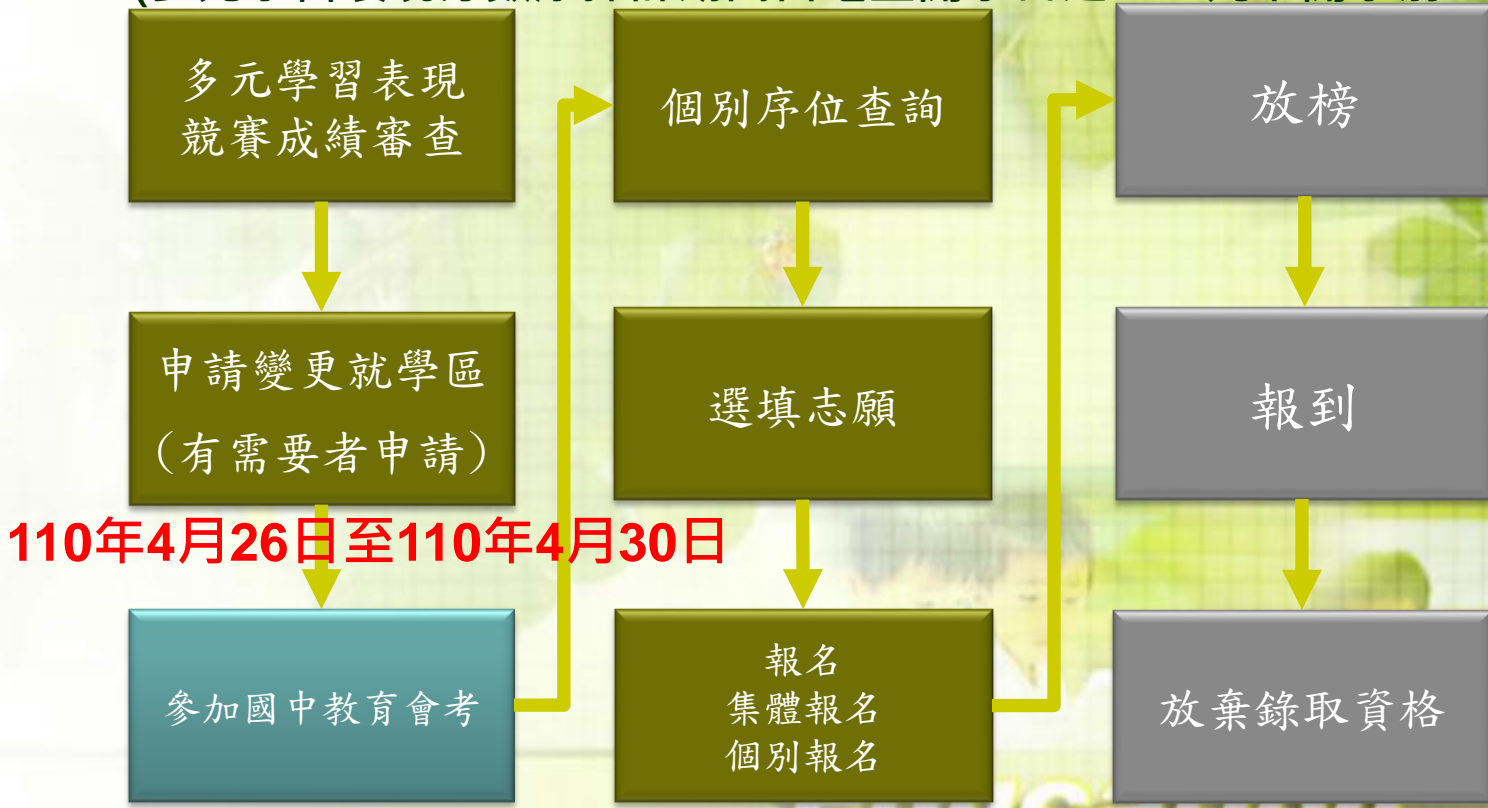 多元學習表現
競賽成績審查
申請變更就學區
（有需要者申請）
110年4月26日至110年4月30日
參加國中教育會考
個別序位查詢
選填志願
報名
集體報名
個別報名
放榜
報到
放棄錄取資格